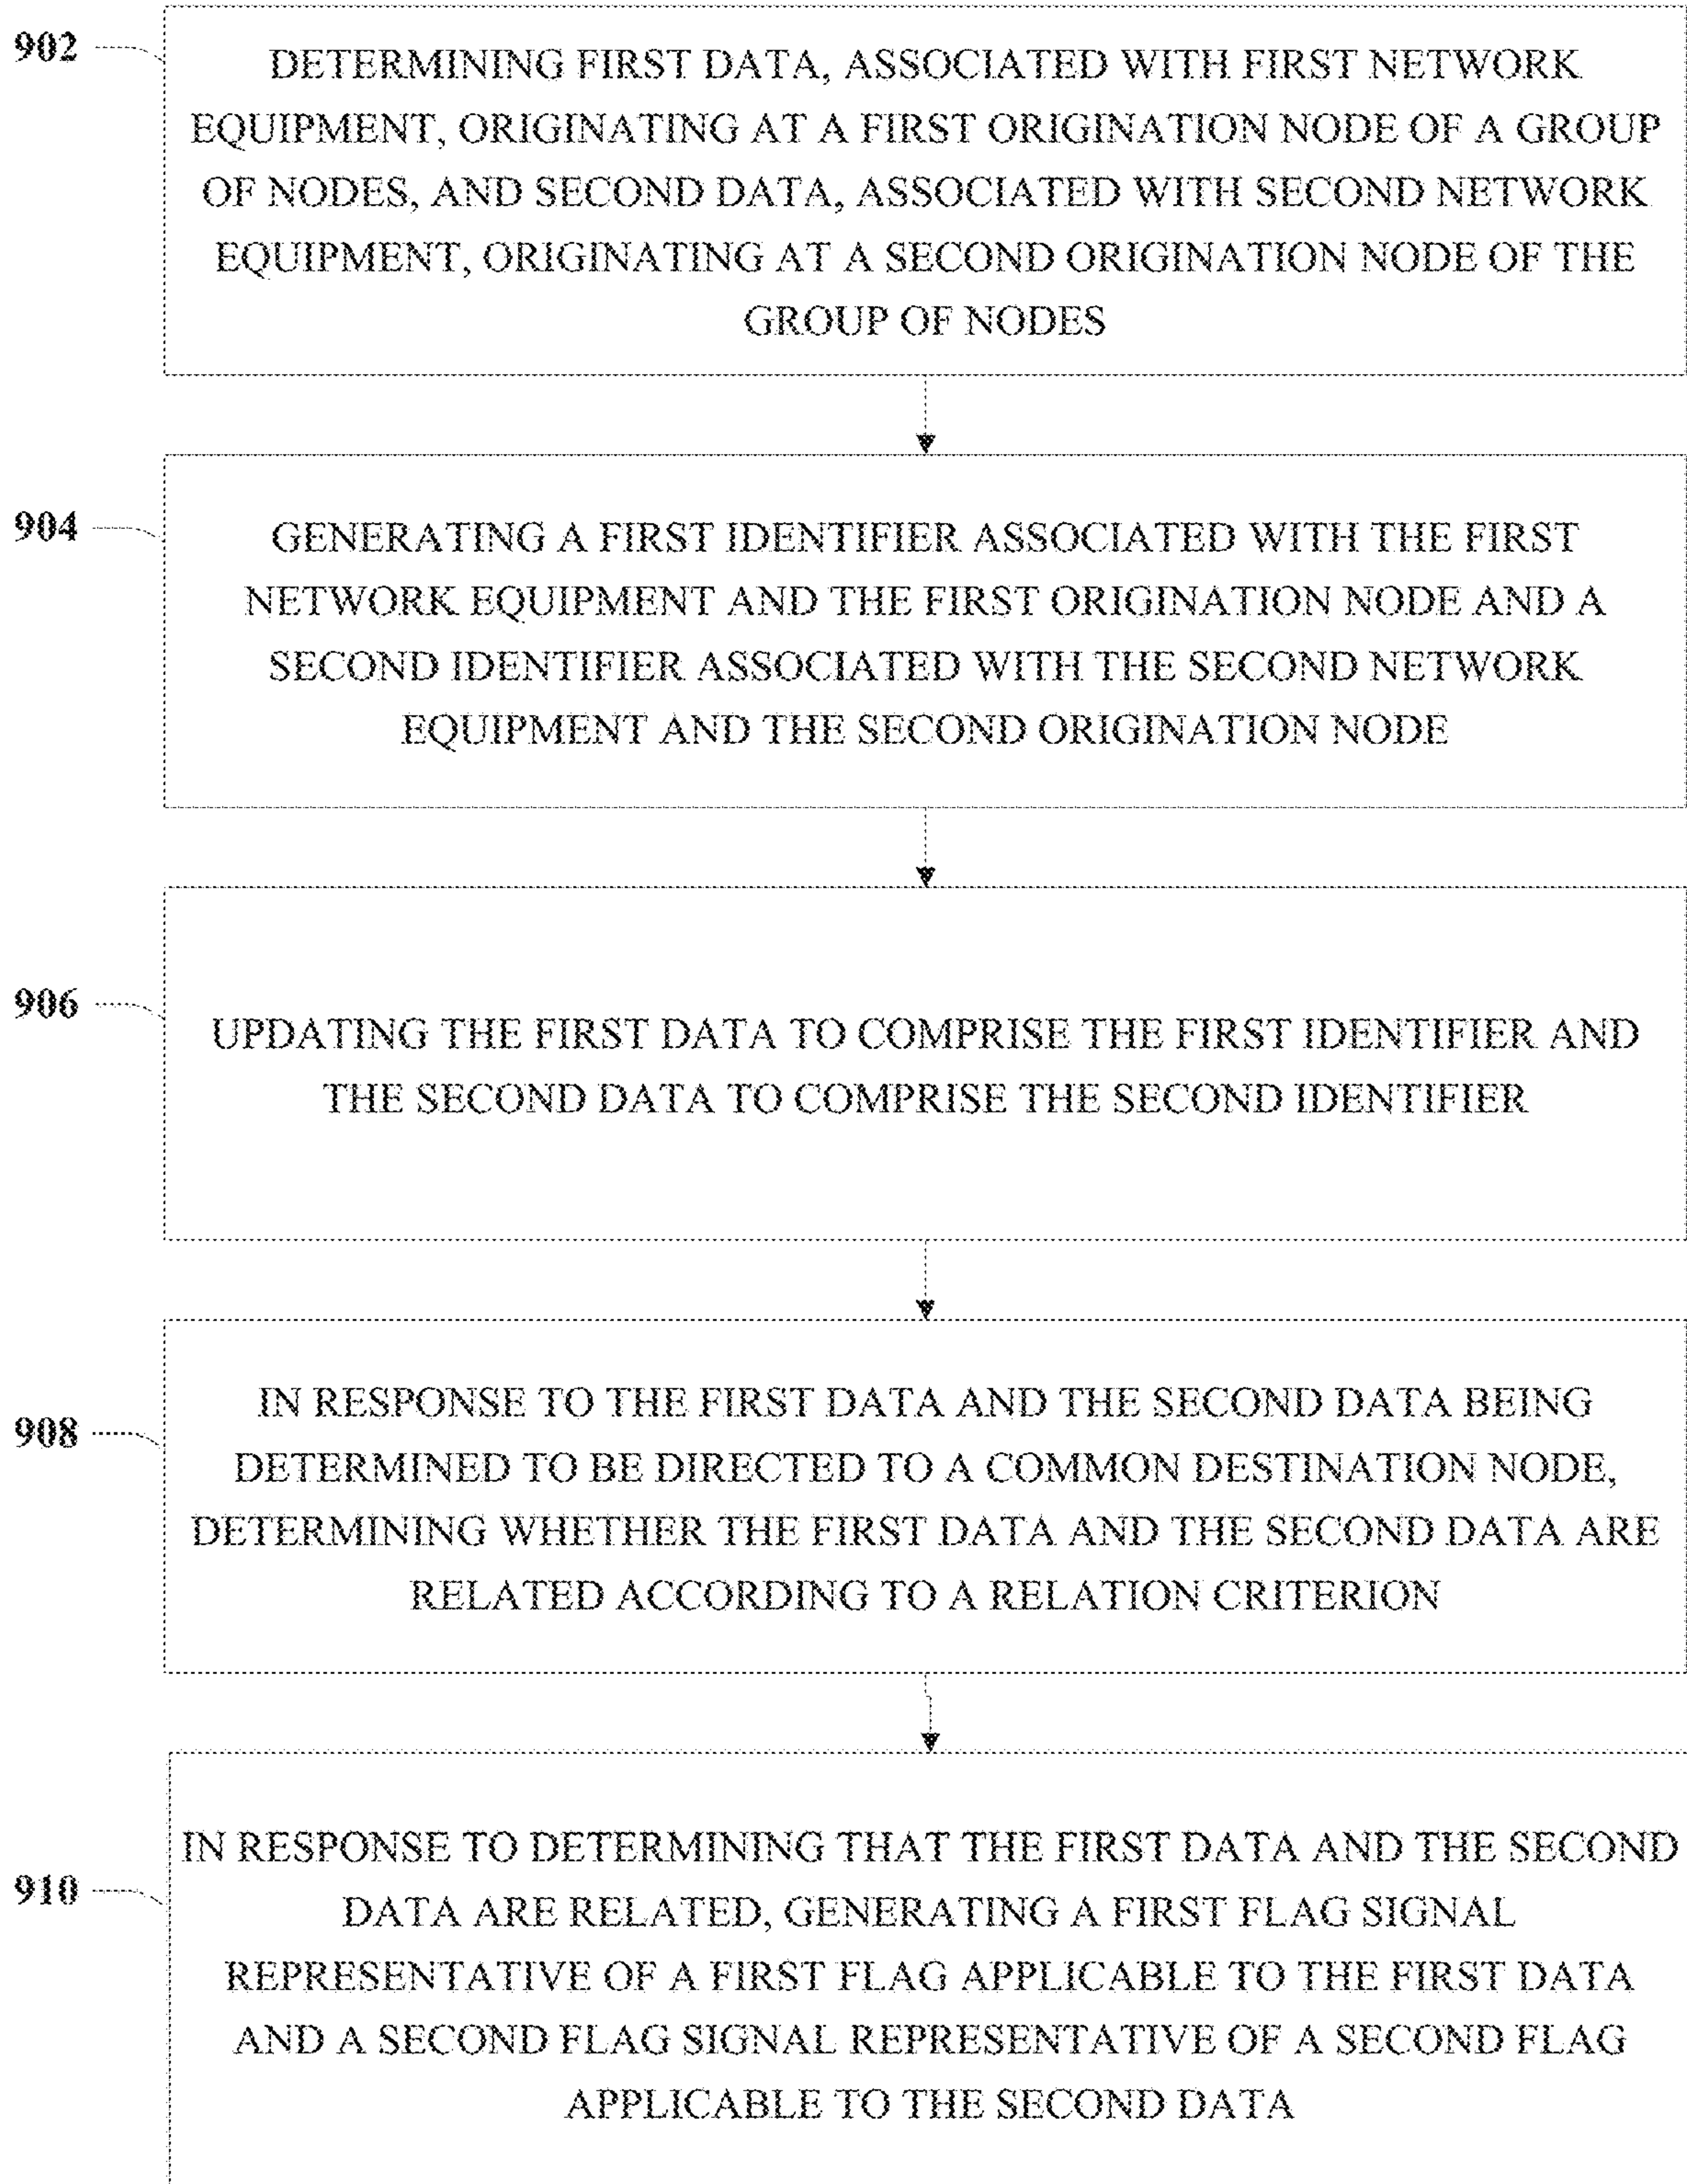 902
DETERMINING FIRST DATA, ASSOCIATED WITH FIRST NETWORK
EQUIPMENT, ORIGINATING AT A FIRST ORIGINATION NODE OF A GROUP
OF NODES, AND SECOND DATA, ASSOCIATED WITH SECOND NETWORK
EQUIPMENT, ORIGINATING AT A SECOND ORIGINATION NODE OF THE
GROUP OF NODES
904
GENERATING A FIRST IDENTIFIER ASSOCIATED WITH THE FIRST
NETWORK EQUIPMENT AND THE FIRST ORIGINATION NODE AND A
SECOND IDENTIFIER ASSOCIATED WITH THE SECOND NETWORK
EQUIPMENT AND THE SECOND ORIGINATION NODE
906
UPDATING THE FIRST DATA TO COMPRISE THE FIRST IDENTIFIER AND
THE SECOND DATA TO COMPRISE THE SECOND IDENTIFIER
908
IN RESPONSE TO THE FIRST DATA AND THE SECOND DATA BEING
DETERMINED TO BE DIRECTED TO A COMMON DESTINATION NODE,
DETERMINING WHETHER THE FIRST DATA AND THE SECOND DATA ARE
RELATED ACCORDING TO A RELATION CRITERION
910
IN RESPONSE TO DETERMINING THAT THE FIRST DATA AND THE SECOND
DATA ARE RELATED, GENERATING A FIRST FLAG SIGNAL
REPRESENTATIVE OF A FIRST FLAG APPLICABLE TO THE FIRST DATA
AND A SECOND FLAG SIGNAL REPRESENTATIVE OF A SECOND FLAG
APPLICABLE TO THE SECOND DATA